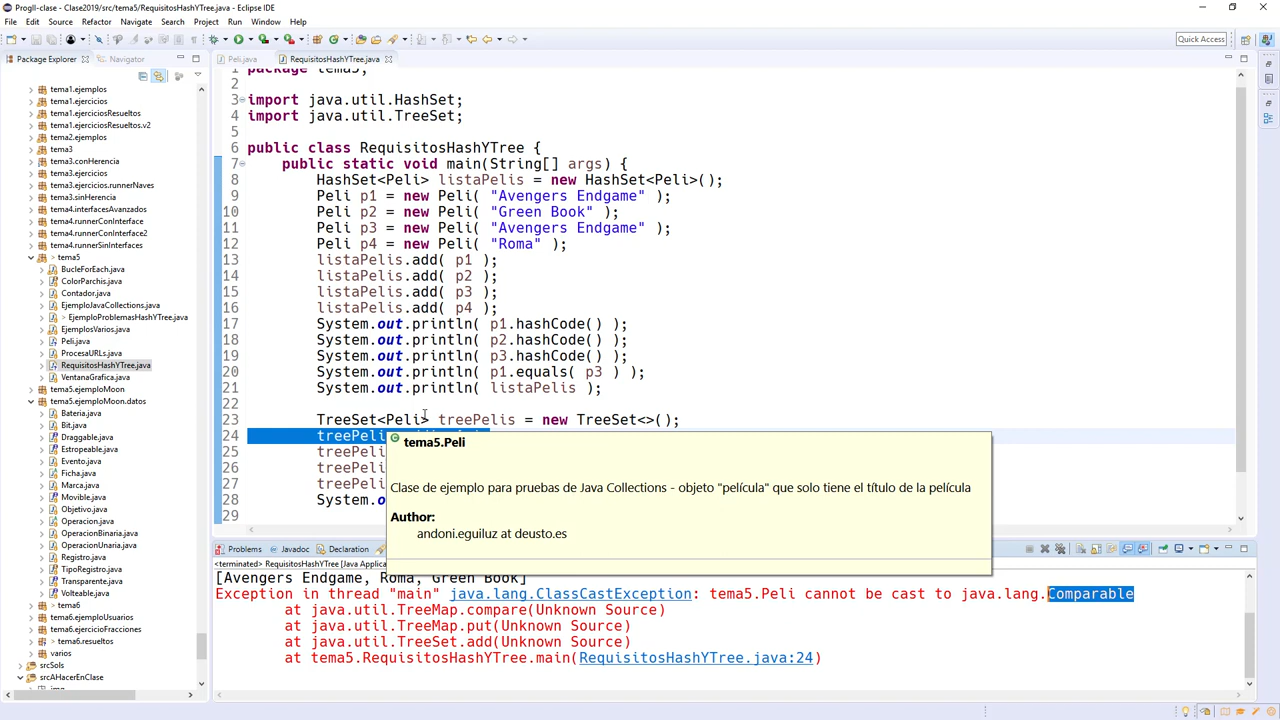 ProgII-clase - Clase2019/src/tema5/RequisitosHashYTree.java - Eclipse IDE
File Edit Source Refactor Navigate Search Project Run Window Help
Quick Access
Package Explorer Navigator
Peli.java RequisitosHashYTree.java
tema1.ejemplos
tema1.ejercicios
tema1.ejerciciosResueltos
tema1.ejerciciosResueltos.v2
tema2.ejemplos
tema3
tema3.conHerencia
tema3.ejercicios
tema3.ejercicios.runnerNaves
tema3.sinHerencia
tema4.interfacesAvanzados
tema4.runnerConInterface
tema4.runnerConInterface2
tema4.runnerSinInterfaces
> tema5
BucleForEach.java
ColorParchis.java
Contador.java
EjemploJavaCollections.java
> EjemploProblemasHashYTree.java
EjemplosVarios.java
Peli.java
ProcesaURLs.java
RequisitosHashYTree.java
VentanaGrafica.java
tema5.ejemploMoon
tema5.ejemploMoon.datos
Bateria.java
Bit.java
Draggable.java
Estropeable.java
Evento.java
Ficha.java
Marca.java
Movible.java
Objetivo.java
Operacion.java
OperacionBinaria.java
OperacionUnaria.java
Registro.java
TipoRegistro.java
Transparente.java
Volteable.java
> tema6
tema6.ejemploUsuarios
tema6.ejercicioFracciones
tema6.resueltos
varios
srcSols
srcAHacerEnClase
img
1 package tema5;
2
3 import java.util.HashSet;
4 import java.util.TreeSet;
5
6 public class RequisitosHashYTree {
7 public static void main(String[] args) {
8 HashSet<Peli> listaPelis = new HashSet<Peli>();
9 Peli p1 = new Peli( "Avengers Endgame" );
10 Peli p2 = new Peli( "Green Book" );
11 Peli p3 = new Peli( "Avengers Endgame" );
12 Peli p4 = new Peli( "Roma" );
13 listaPelis.add( p1 );
14 listaPelis.add( p2 );
15 listaPelis.add( p3 );
16 listaPelis.add( p4 );
17 System.out.println( p1.hashCode() );
18 System.out.println( p2.hashCode() );
19 System.out.println( p3.hashCode() );
20 System.out.println( p1.equals( p3 ) );
21 System.out.println( listaPelis );
22
23 TreeSet<Peli> treePelis = new TreeSet<>();
24 treePeli
25 treePeli
26 treePeli
27 treePeli
28 System.o
29
tema5.Peli
Clase de ejemplo para pruebas de Java Collections - objeto "película" que solo tiene el título de la película
Author:
andoni.eguiluz at deusto.es
Problems Javadoc Declaration
<terminated> RequisitosHashYTree [Java Applica
[Avengers Endgame, Roma, Green Book]
Exception in thread "main" java.lang.ClassCastException: tema5.Peli cannot be cast to java.lang.Comparable
at java.util.TreeMap.compare(Unknown Source)
at java.util.TreeMap.put(Unknown Source)
at java.util.TreeSet.add(Unknown Source)
at tema5.RequisitosHashYTree.main(RequisitosHashYTree.java:24)